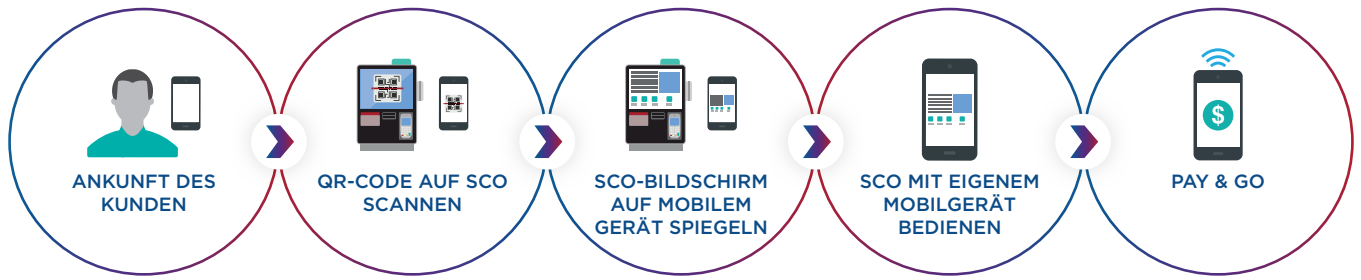 ANKUNFT DES
KUNDEN
QR-CODE AUF SCO
SCANNEN
SCO-BILDSCHIRM
AUF MOBILEM
GERÄT SPIEGELN
SCO MIT EIGENEM
MOBILGERÄT
BEDIENEN
$
PAY & GO